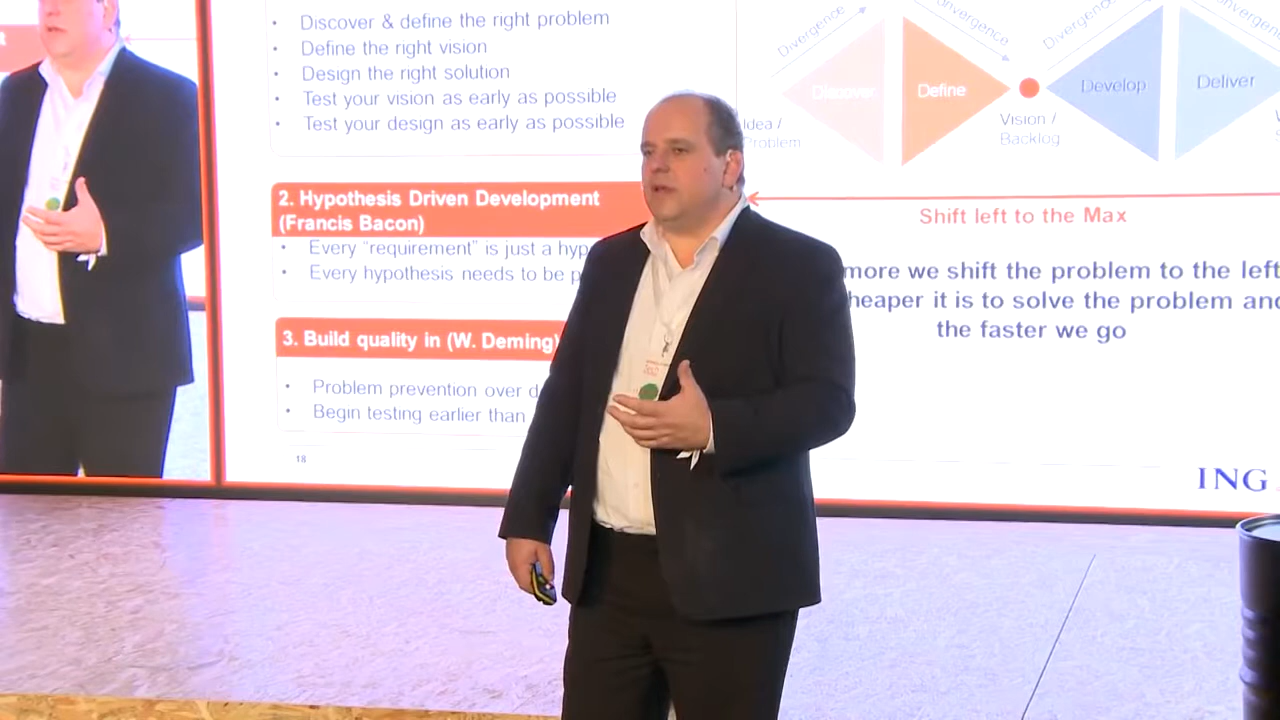 • Discover & define the right problem
• Define the right vision
• Design the right solution
• Test your vision as early as possible
• Test your design as early as possible
2. Hypothesis Driven Development
(Francis Bacon)
• Every "requirement" is just a hyp
• Every hypothesis needs to be p
3. Build quality in (W. Deming)
• Problem prevention over d
• Begin testing earlier than
18
Divergence
onvergence
Divergence
onvergence
Discover
Define
Develop
Deliver
Idea /
Problem
Vision /
Backlog
Shift left to the Max
more we shift the problem to the left
heaper it is to solve the problem and
the faster we go
ING